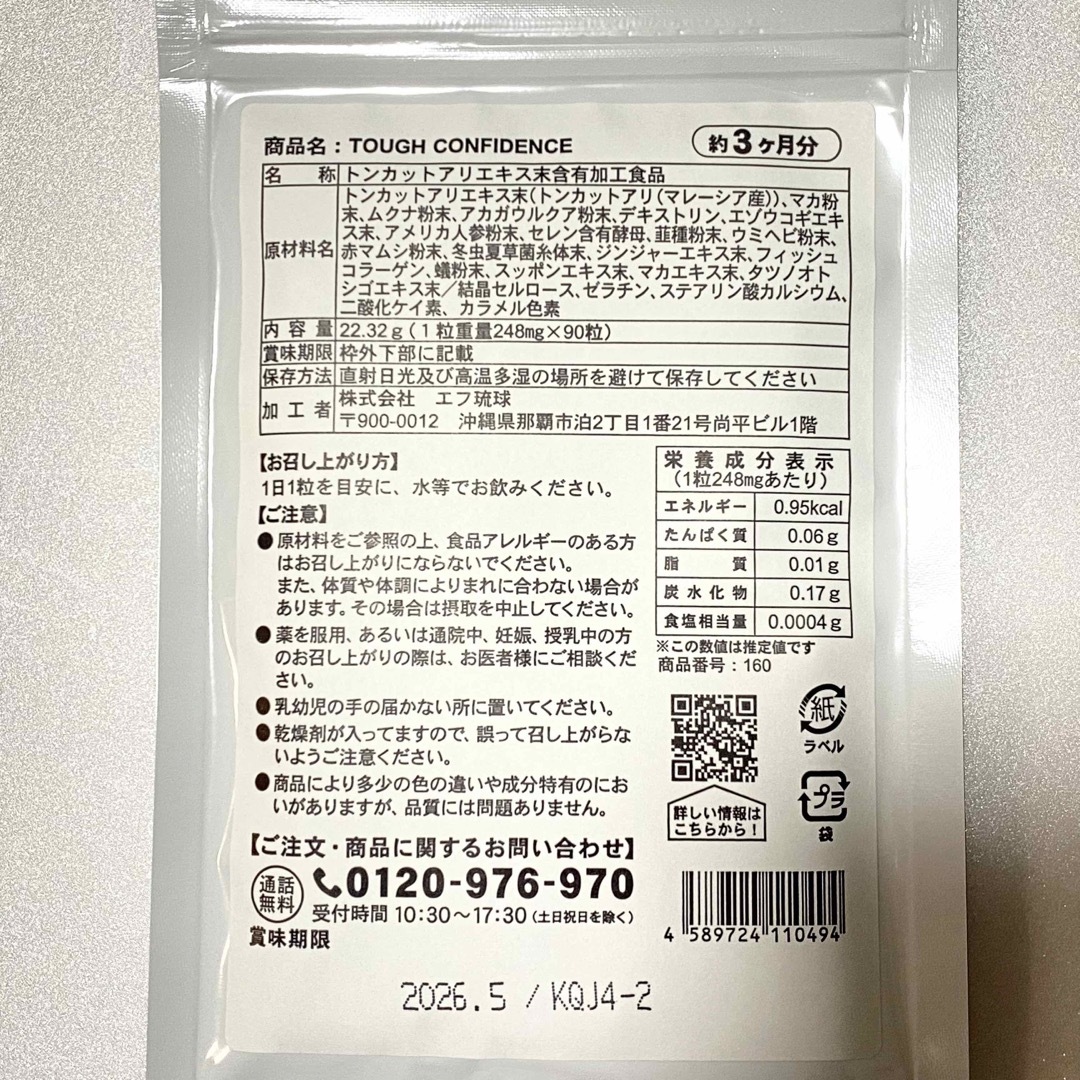 商品名：TOUGH CONFIDENCE
約3ヶ月分
名称 トンカットアリエキス末含有加工食品
原材料名 トンカットアリエキス末(トンカットアリ(マレーシア産))、マカ粉
末、ムクナ粉末、アカガウルクア粉末、デキストリン、エゾウコギエキ
ス末、アメリカ人参粉末、セレン含有酵母、韮種粉末、ウミヘビ粉末、
赤マムシ粉末、冬虫夏草菌糸体末、ジンジャーエキス末、フィッシュ
コラーゲン、蟻粉末、スッポンエキス末、マカエキス末、タツノオト
シゴエキス末／結晶セルロース、ゼラチン、ステアリン酸カルシウム、
二酸化ケイ素、カラメル色素
内容量 22.32g(1粒重量248mg×90粒)
賞味期限 枠外下部に記載
保存方法 直射日光及び高温多湿の場所を避けて保存してください
加工者 株式会社 エフ琉球
〒900-0012 沖縄県那覇市泊2丁目1番21号尚平ビル1階
【お召し上がり方】
1日1粒を目安に、水等でお飲みください。
【ご注意】
●原材料をご参照の上、食品アレルギーのある方
はお召し上がりにならないでください。
また、体質や体調によりまれに合わない場合が
あります。その場合は摂取を中止してください。
●薬を服用、あるいは通院中、妊娠、授乳中の方
のお召し上がりの際は、お医者様にご相談くだ
さい。
●乳幼児の手の届かない所に置いてください。
●乾燥剤が入ってますので、誤って召し上がらな
いようご注意ください。
●商品により多少の色の違いや成分特有のにお
いがありますが、品質には問題ありません。
栄養成分表示
(1粒248mgあたり)
エネルギー 0.95kcal
たんぱく質 0.06g
脂質 0.01g
炭水化物 0.17g
食塩相当量 0.0004g
※この数値は推定値です
商品番号：160
紙
ラベル
プラ
袋
詳しい情報は
こちらから！
【ご注文・商品に関するお問い合わせ】
通話
無料
0120-976-970
受付時間 10:30～17:30(土日祝日を除く)
賞味期限
4 589724 110494
2026.5 / KQJ4-2